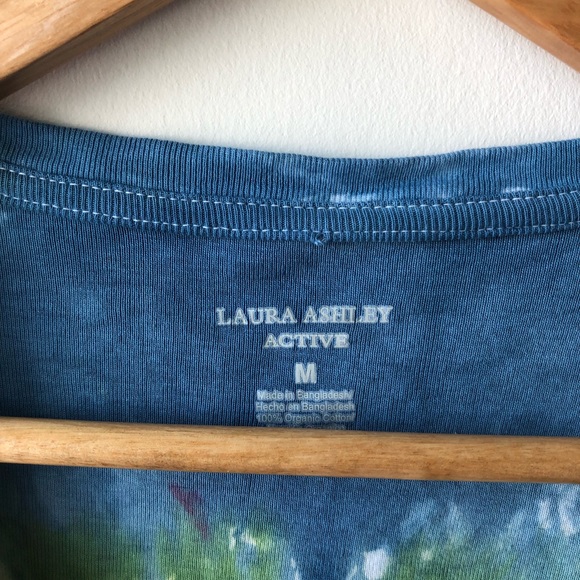 LAURA ASHLEY
ACTIVE
M
Made in Bangladesh/
Hecho en Bangladesh
100% Organic Cotton